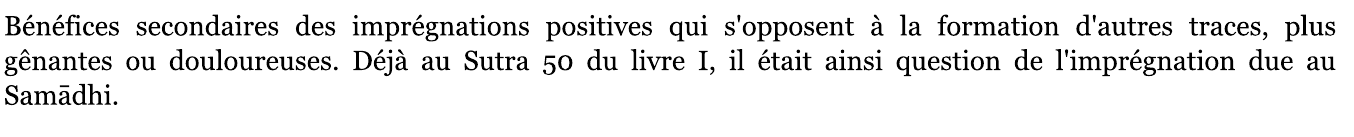 Bénéfices secondaires des imprégnations positives qui s'opposent à la formation d'autres traces, plus
gênantes ou douloureuses. Déjà au Sutra 50 du livre I, il était ainsi question de l'imprégnation due au
Samādhi.